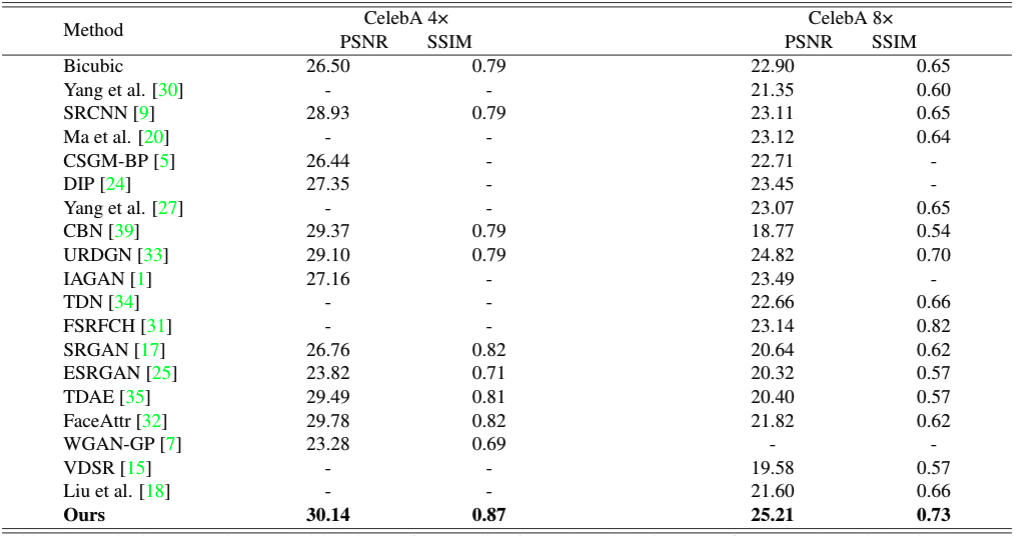 Method CelebA 4× CelebA 8×
PSNR SSIM PSNR SSIM
Bicubic 26.50 0.79 22.90 0.65
Yang et al. [30] - - 21.35 0.60
SRCNN [9] 28.93 0.79 23.11 0.65
Ma et al. [20] - - 23.12 0.64
CSGM-BP [5] 26.44 - 22.71 -
DIP [24] 27.35 - 23.45 -
Yang et al. [27] - - 23.07 0.65
CBN [39] 29.37 0.79 18.77 0.54
URDGN [33] 29.10 0.79 24.82 0.70
IAGAN [1] 27.16 - 23.49 -
TDN [34] - - 22.66 0.66
FSRFCH [31] - - 23.14 0.82
SRGAN [17] 26.76 0.82 20.64 0.62
ESRGAN [25] 23.82 0.71 20.32 0.57
TDAE [35] 29.49 0.81 20.40 0.57
FaceAttr [32] 29.78 0.82 21.82 0.62
WGAN-GP [7] 23.28 0.69 - -
VDSR [15] - - 19.58 0.57
Liu et al. [18] - - 21.60 0.66
Ours 30.14 0.87 25.21 0.73